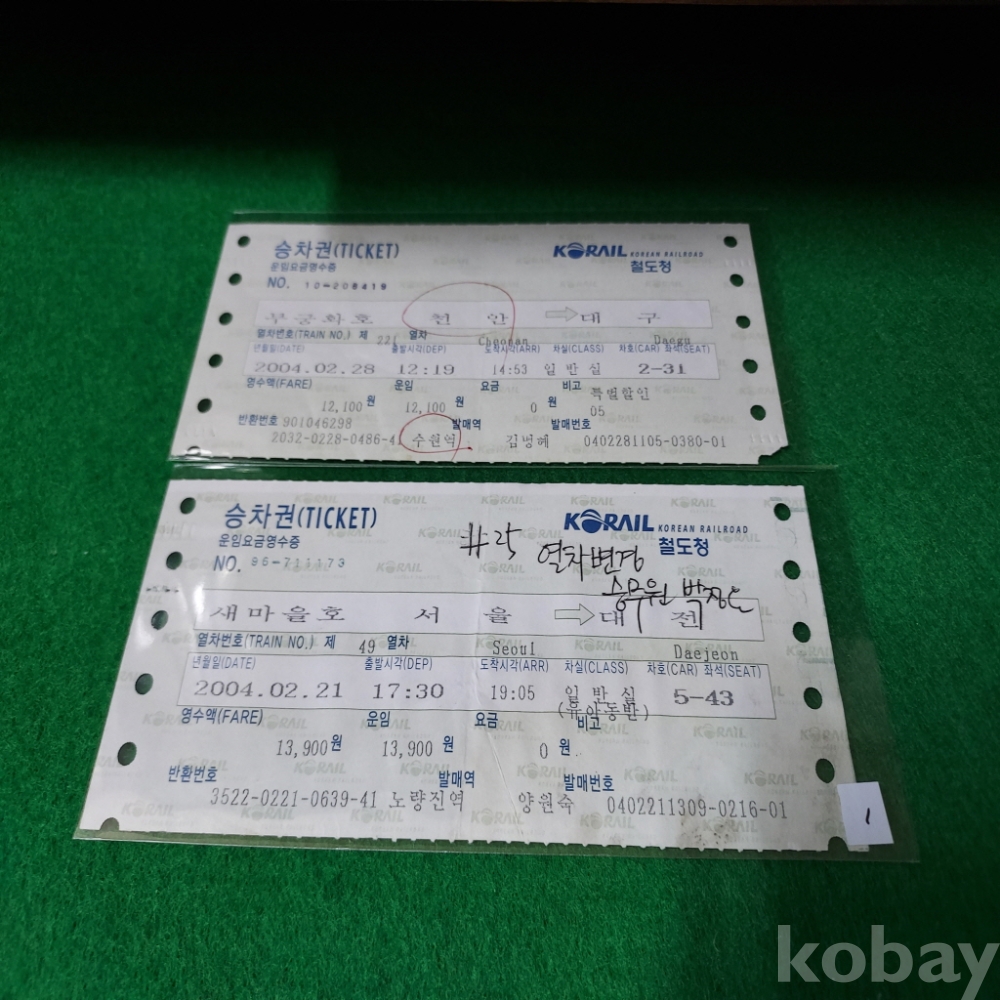 승차권(TICKET) KORAIL KOREAN RAILROAD
운임요금영수증 철도청
NO. 10-208419
무궁화호 천 안 ⇨ 대 구
열차번호(TRAIN NO.) 제 221 열차 Cheonan Daegu
년월일(DATE) 출발시각(DEP) 도착시각(ARR) 차실(CLASS) 차호(CAR) 좌석(SEAT)
2004.02.28 12:19 14:53 일 반 실 2-31
영수액(FARE) 운임 요금 비고 특별할인
12,100 원 12,100 원 0 원 05
반환번호 901046298 발매역 발매번호
2032-0228-0486-41 수원역 김병혜 0402281105-0380-01
승차권(TICKET) KORAIL KOREAN RAILROAD
운임요금영수증 철도청
#25 열차변경
NO. 96-711173
승무원 박장
새마을호 서 울 ⇨ 대 전
열차번호(TRAIN NO.) 제 49 열차 Seoul Daejeon
년월일(DATE) 출발시각(DEP) 도착시각(ARR) 차실(CLASS) 차호(CAR) 좌석(SEAT)
2004.02.21 17:30 19:05 일 반 실 5-43
(유아동반)
영수액(FARE) 운임 요금 비고
13,900 원 13,900 원 0 원
반환번호 발매역 발매번호
3522-0221-0639-41 노량진역 양원숙 0402211309-0216-01
1
kobay